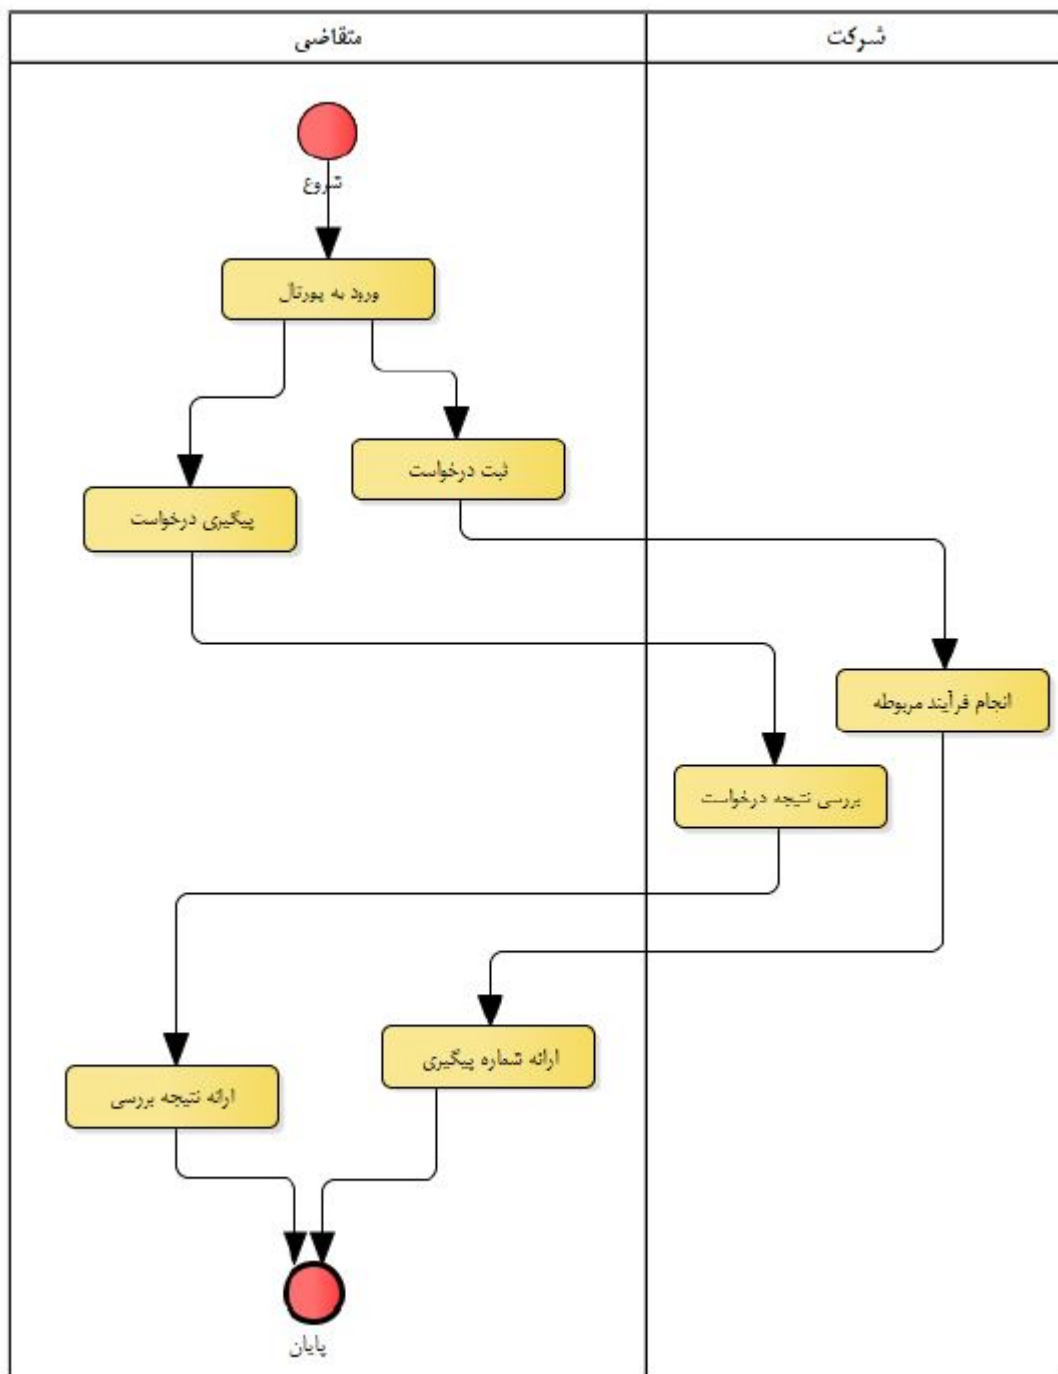 شرکت
متقاضی
شروع
ورود به پورتال
ثبت درخواست
پیگیری درخواست
انجام فرآیند مربوطه
بررسی نتیجه درخواست
ارائه شماره پیگیری
ارائه نتیجه بررسی
پایان